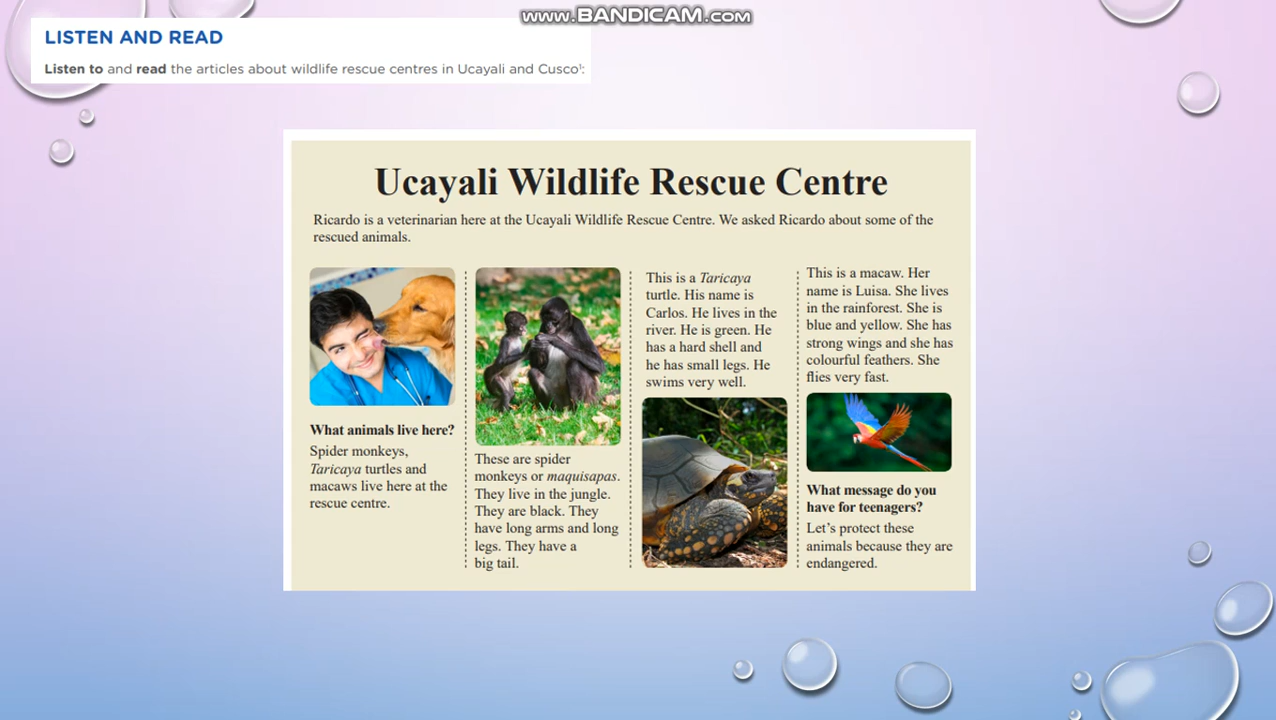 www.BANDICAM.com
LISTEN AND READ
Listen to and read the articles about wildlife rescue centres in Ucayali and Cusco¹:
Ucayali Wildlife Rescue Centre
Ricardo is a veterinarian here at the Ucayali Wildlife Rescue Centre. We asked Ricardo about some of the
rescued animals.
What animals live here?
Spider monkeys,
Taricaya turtles and
macaws live here at the
rescue centre.
These are spider
monkeys or maquisapas.
They live in the jungle.
They are black. They
have long arms and long
legs. They have a
big tail.
This is a Taricaya
turtle. His name is
Carlos. He lives in the
river. He is green. He
has a hard shell and
he has small legs. He
swims very well.
This is a macaw. Her
name is Luisa. She lives
in the rainforest. She is
blue and yellow. She has
strong wings and she has
colourful feathers. She
flies very fast.
What message do you
have for teenagers?
Let's protect these
animals because they are
endangered.